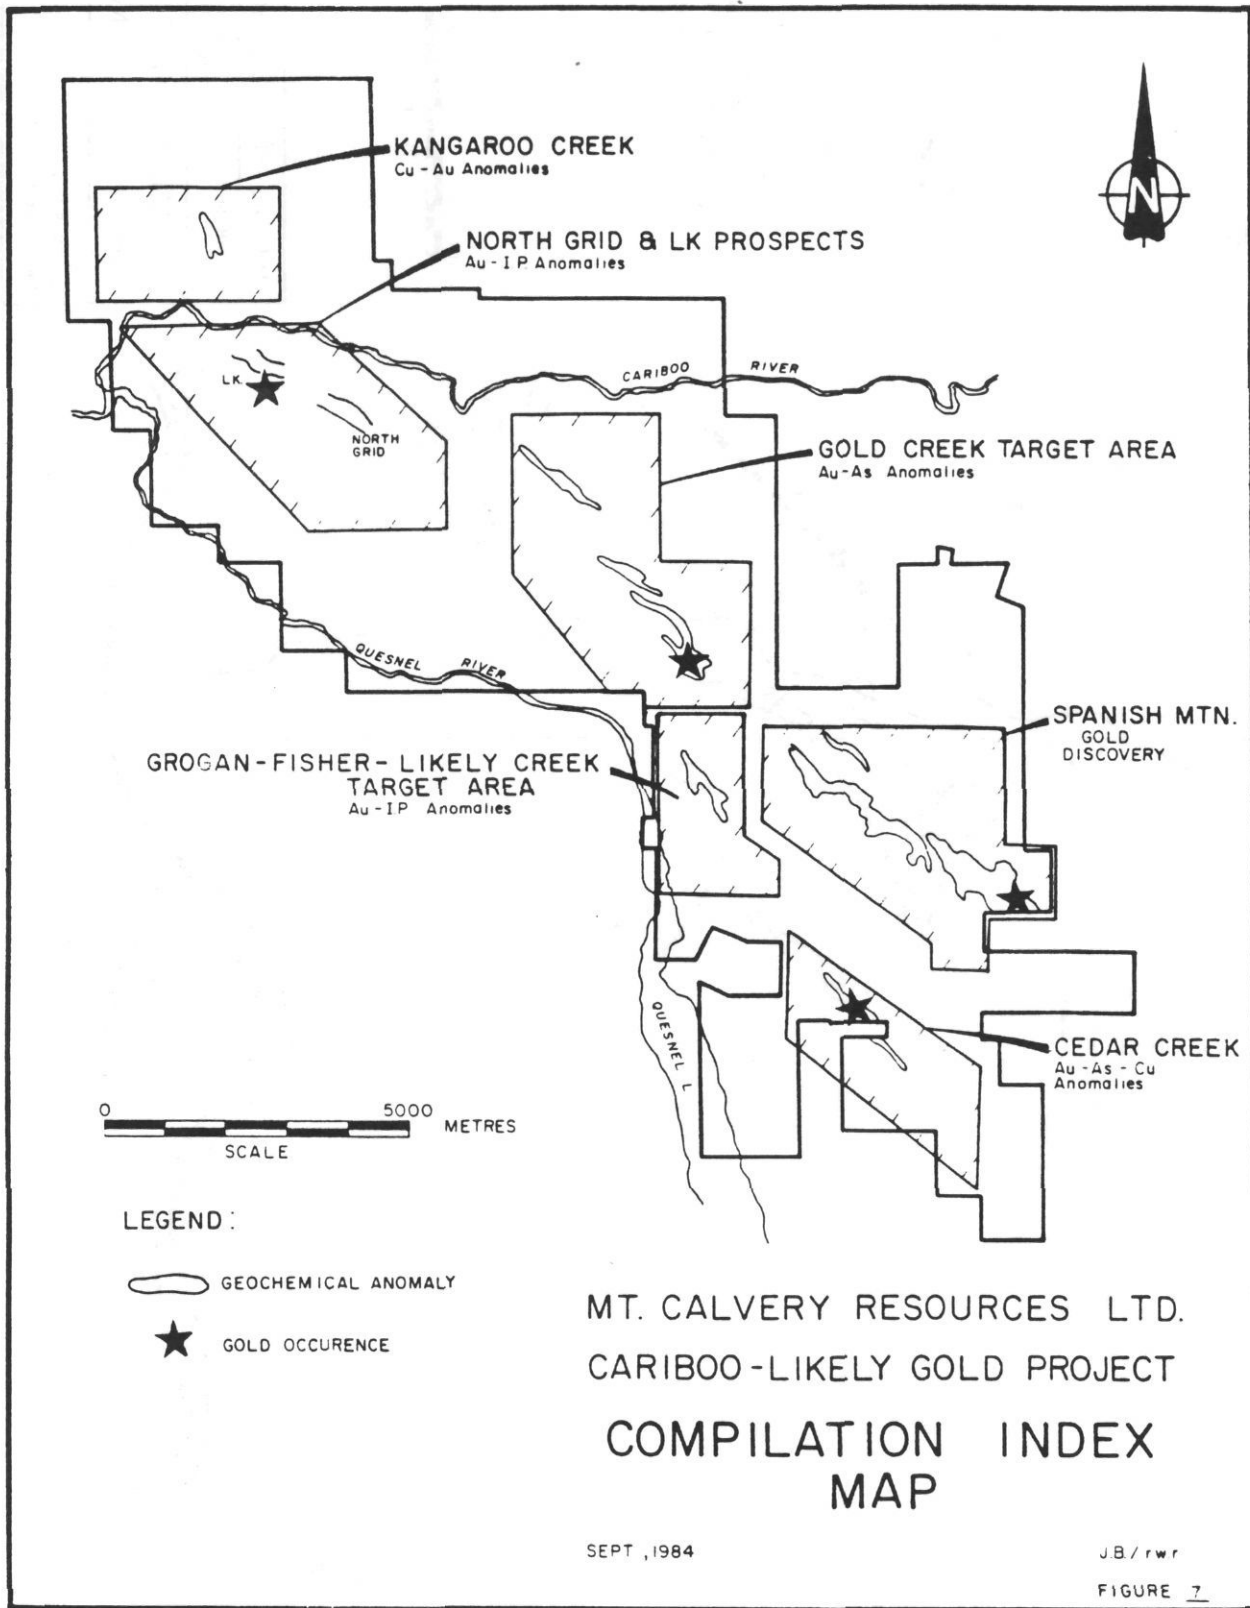 KANGAROO CREEK
Cu - Au Anomalies
N
NORTH GRID & LK PROSPECTS
Au - I.P. Anomalies
CARIBOO RIVER
LK
NORTH
GRID
GOLD CREEK TARGET AREA
Au-As Anomalies
QUESNEL RIVER
SPANISH MTN.
GOLD
DISCOVERY
GROGAN-FISHER-LIKELY CREEK
TARGET AREA
Au-I.P Anomalies
QUESNEL L
CEDAR CREEK
Au-As-Cu
Anomalies
0 5000 METRES
SCALE
LEGEND:
GEOCHEMICAL ANOMALY
GOLD OCCURENCE
MT. CALVERY RESOURCES LTD.
CARIBOO-LIKELY GOLD PROJECT
COMPILATION INDEX
MAP
SEPT, 1984
J.B./rwr
FIGURE 7